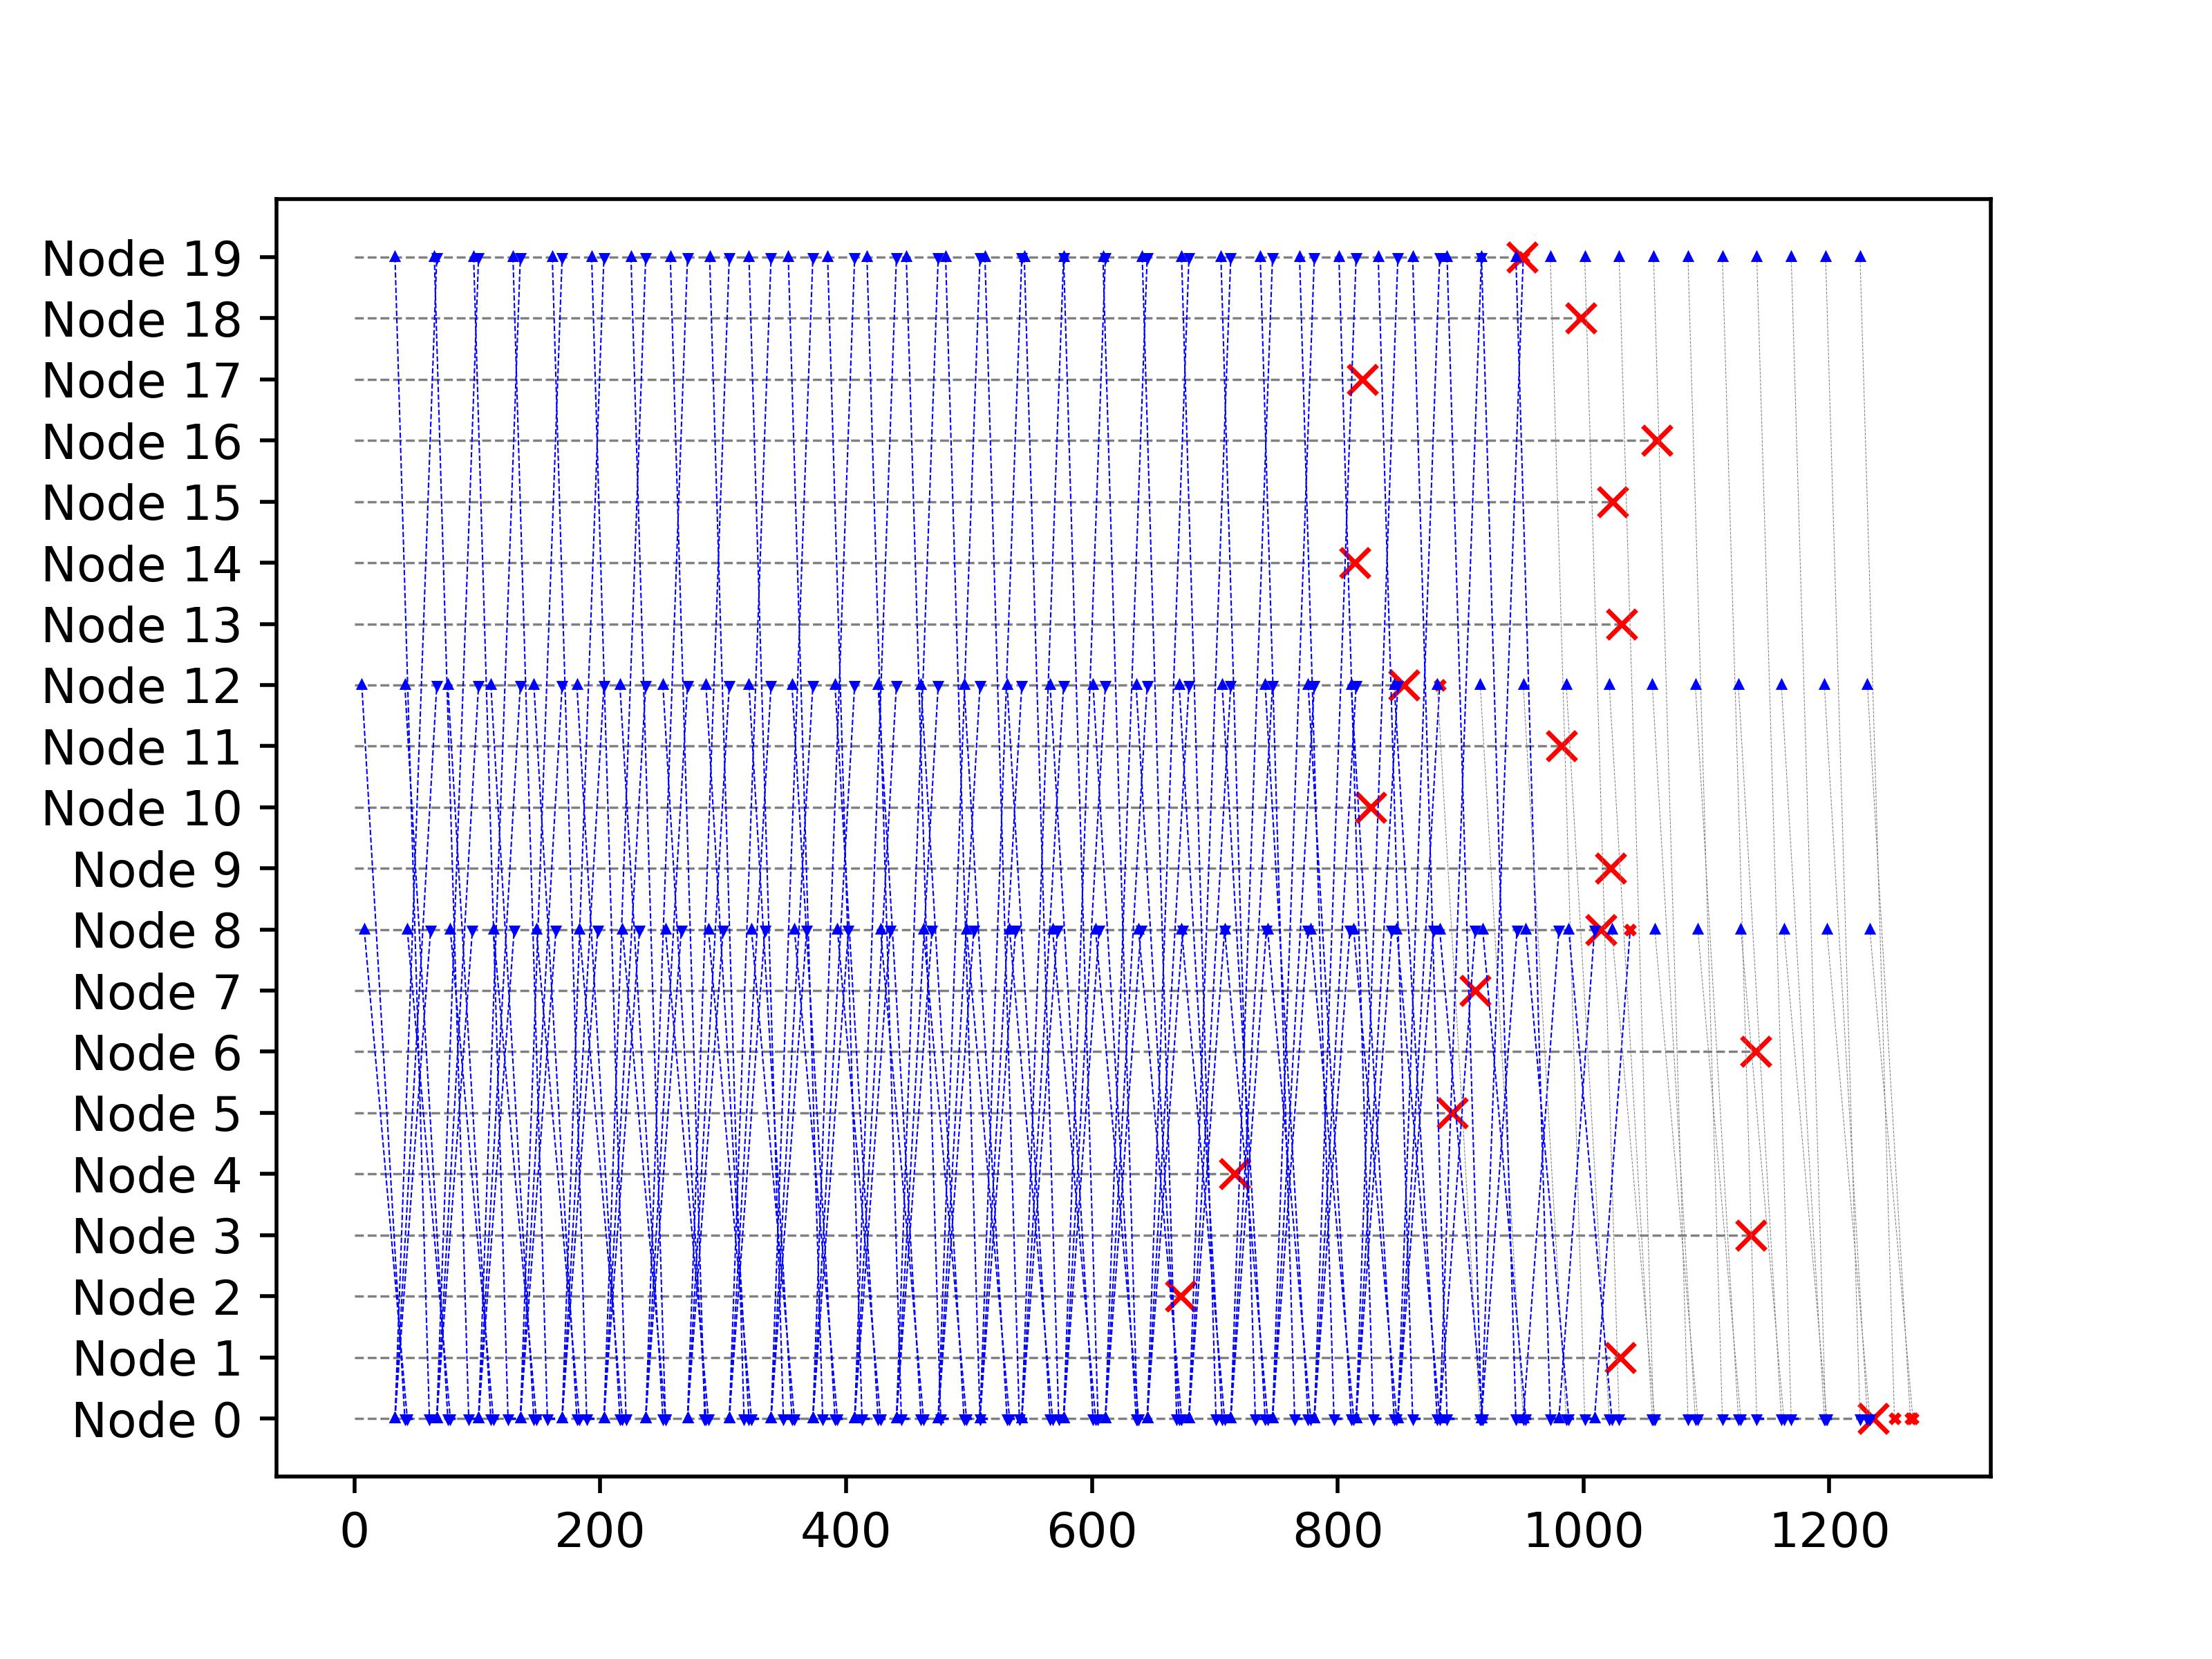 Node 19
Node 18
Node 17
Node 16
Node 15
Node 14
Node 13
Node 12
Node 11
Node 10
Node 9
Node 8
Node 7
Node 6
Node 5
Node 4
Node 3
Node 2
Node 1
Node 0
0 200 400 600 800 1000 1200